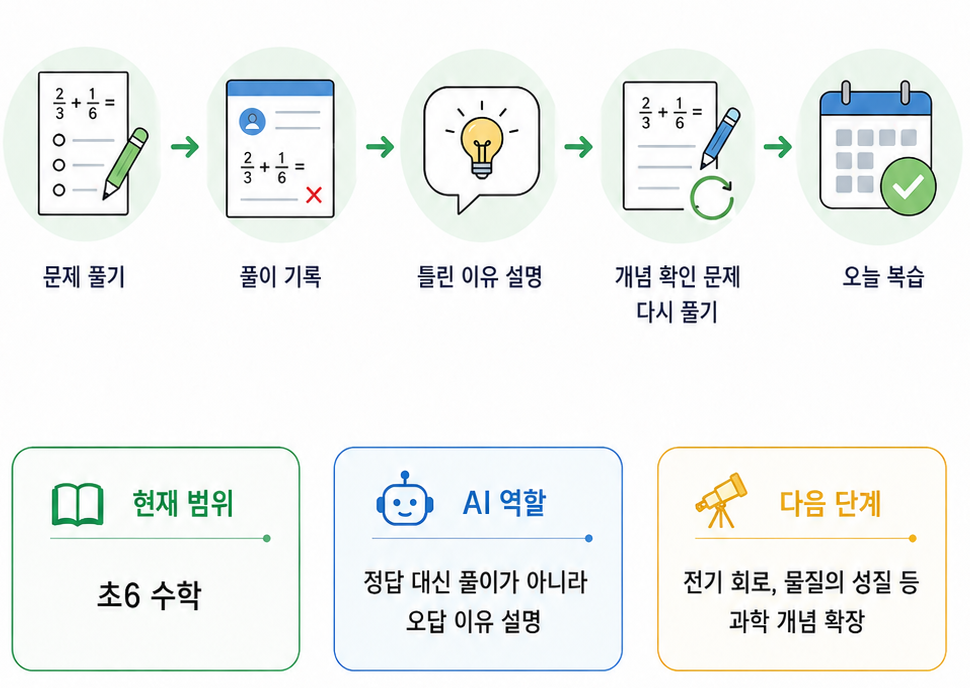 2/3 + 1/6 =
2/3 + 1/6 =
2/3 + 1/6 =
문제 풀기
풀이 기록
틀린 이유 설명
개념 확인 문제
다시 풀기
오늘 복습
현재 범위
초6 수학
AI 역할
정답 대신 풀이가 아니라
오답 이유 설명
다음 단계
전기 회로, 물질의 성질 등
과학 개념 확장